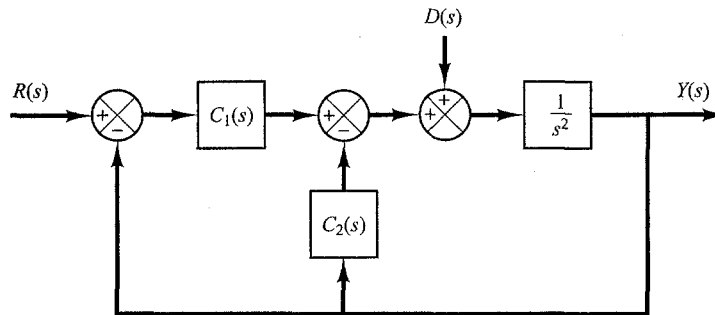 D(s)
R(s)
Y(s)
+
−
C₁(s)
+
−
+
+
1
s²
C₂(s)